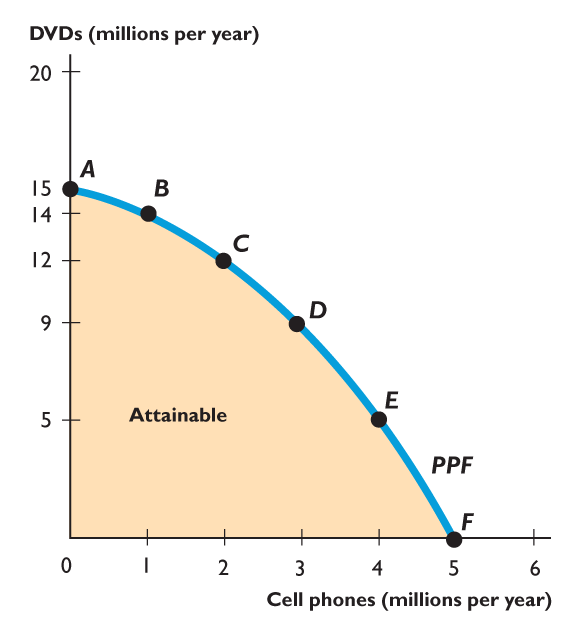 DVDs (millions per year)
20
A
15
B
14
C
12
D
9
E
5
Attainable
PPF
F
0 1 2 3 4 5 6
Cell phones (millions per year)